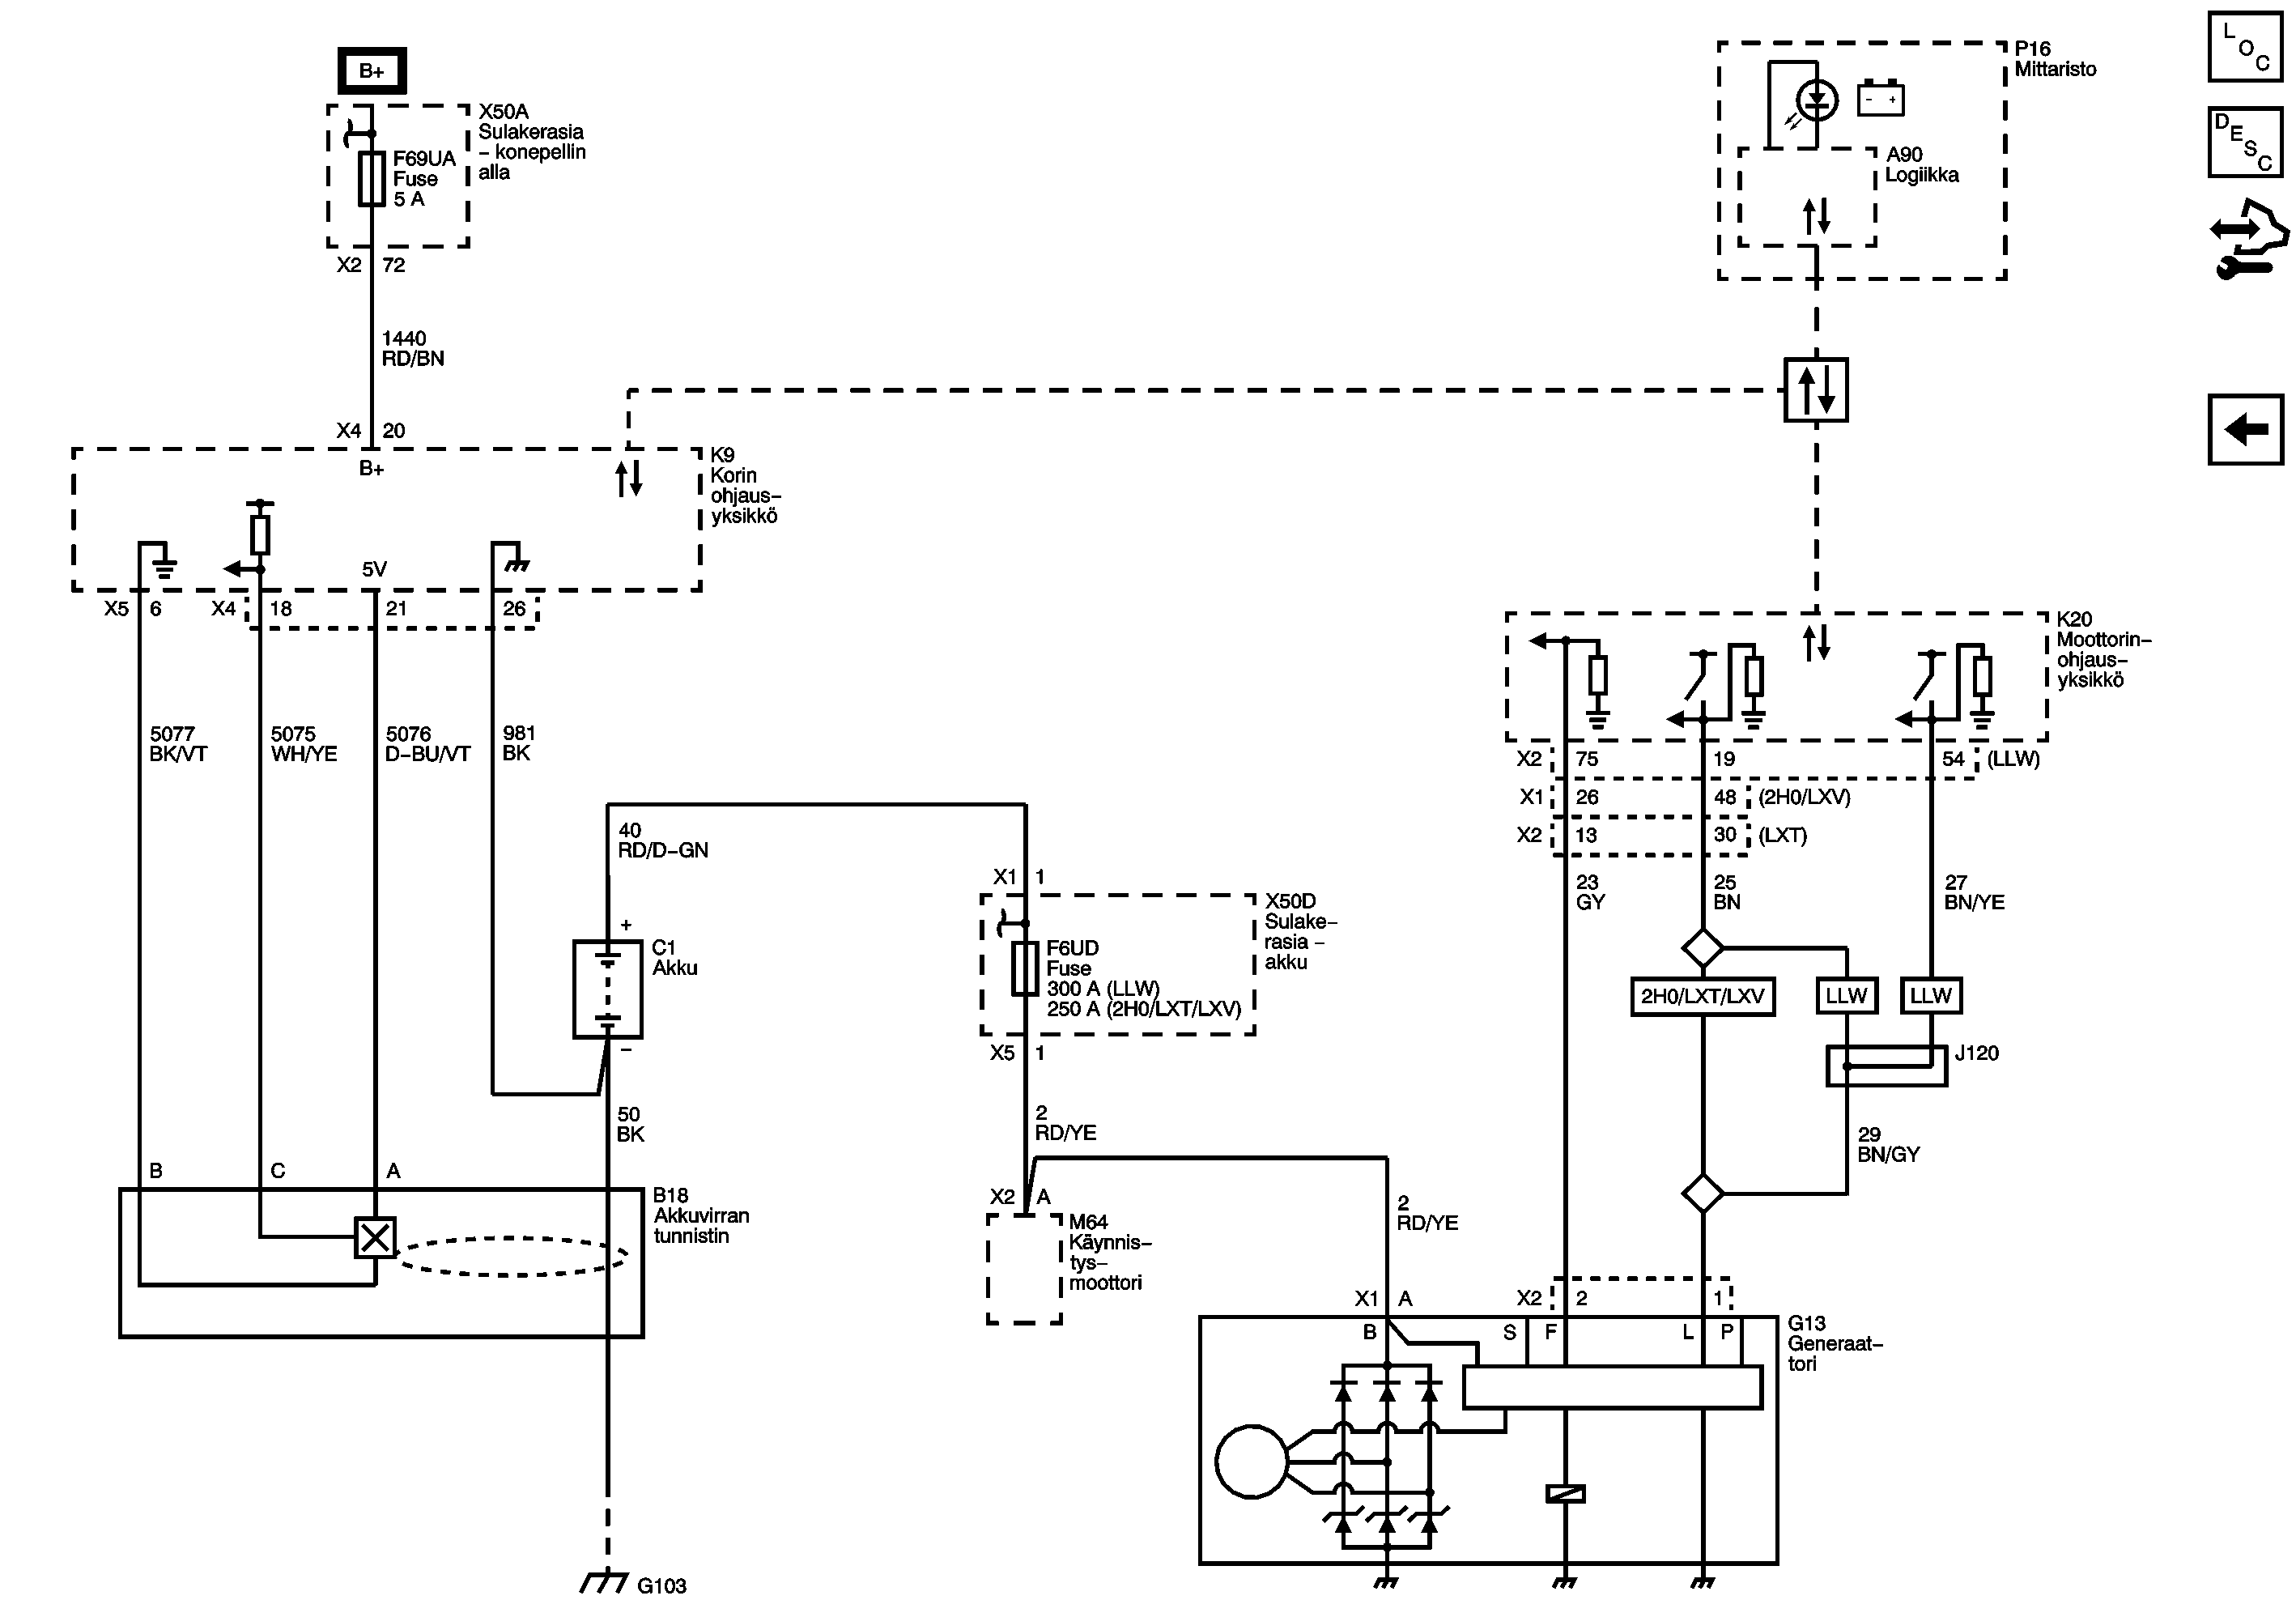 B+
X50A
Sulakerasia
– konepellin
alla
F69UA
Fuse
5 A
X2 72
1440
RD/BN
X4 20
B+
K9
Korin
ohjaus–
yksikkö
5V
X5 6 X4 18 21 26
5077
BK/VT
5075
WH/YE
5076
D–BU/VT
981
BK
40
RD/D–GN
+
C1
Akku
–
50
BK
B C A
B18
Akkuvirran
tunnistin
G103
X1 1
X50D
Sulake–
rasia –
akku
F6UD
Fuse
300 A (LLW)
250 A (2H0/LXT/LXV)
X5 1
2
RD/YE
X2 A
M64
Käynnis–
tys–
moottori
2
RD/YE
P16
Mittaristo
– +
A90
Logiikka
K20
Moottorin–
ohjaus–
yksikkö
X2 75 19 54 (LLW)
X1 26 48 (2H0/LXV)
X2 13 30 (LXT)
23
GY
25
BN
27
BN/YE
2H0/LXT/LXV
LLW
LLW
J120
29
BN/GY
X1 A X2 2 1
B S F L P
G13
Generaat–
tori
L
O
C
D
E
S
C